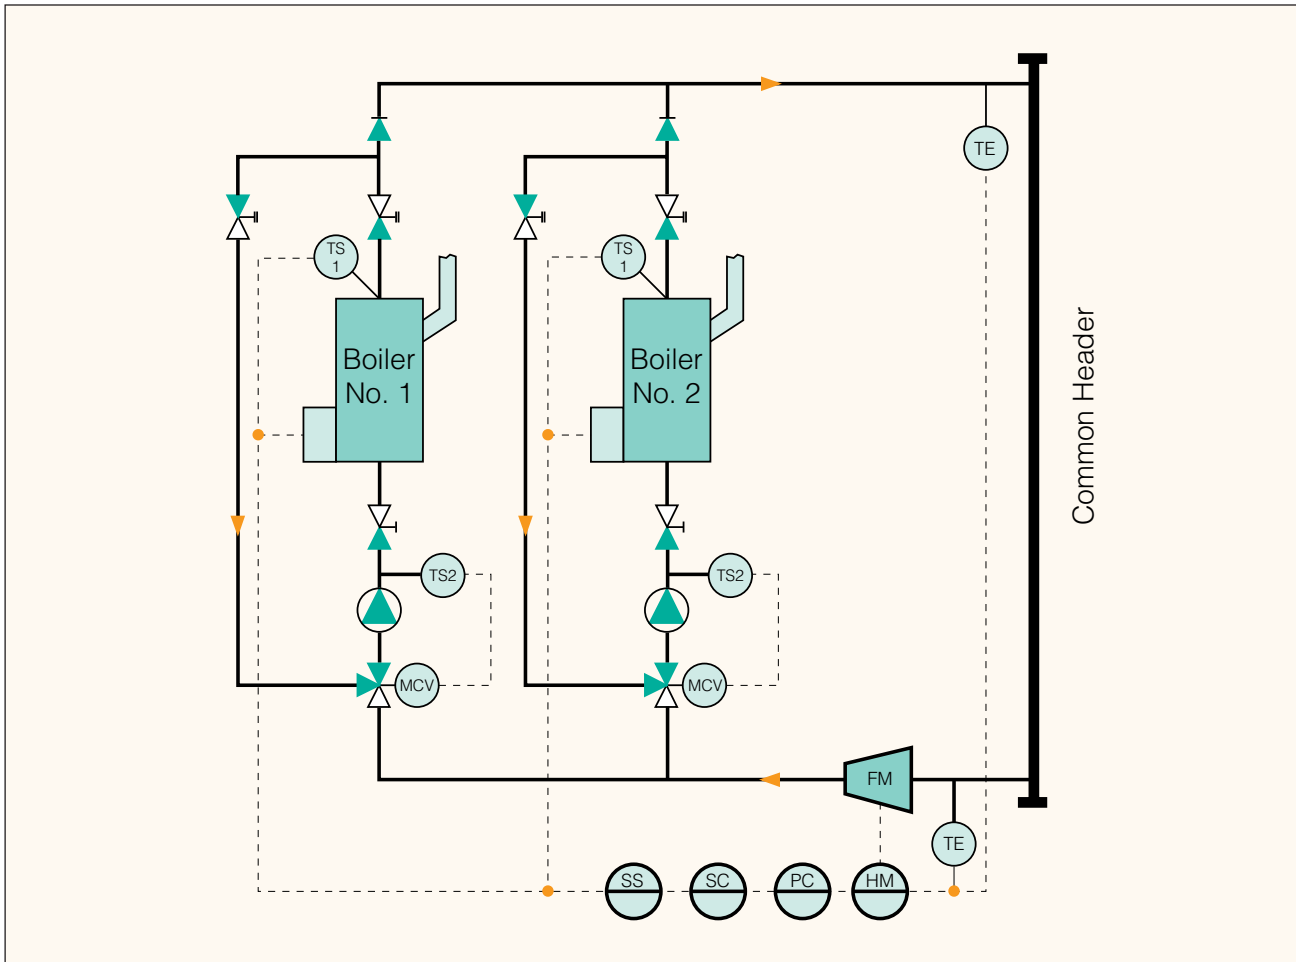 TE
TS
1
TS
1
Boiler
No. 1
Boiler
No. 2
Common Header
TS2
TS2
MCV
MCV
FM
TE
SS
SC
PC
HM